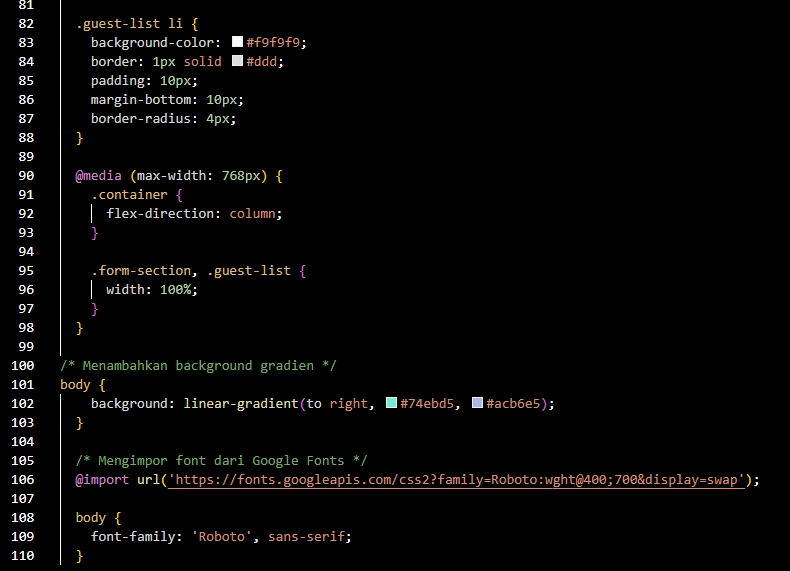 81
82 .guest-list li {
83 background-color: #f9f9f9;
84 border: 1px solid #ddd;
85 padding: 10px;
86 margin-bottom: 10px;
87 border-radius: 4px;
88 }
89
90 @media (max-width: 768px) {
91 .container {
92 flex-direction: column;
93 }
94
95 .form-section, .guest-list {
96 width: 100%;
97 }
98 }
99
100 /* Menambahkan background gradien */
101 body {
102 background: linear-gradient(to right, #74ebd5, #acb6e5);
103 }
104
105 /* Mengimpor font dari Google Fonts */
106 @import url('https://fonts.googleapis.com/css2?family=Roboto:wght@400;700&display=swap');
107
108 body {
109 font-family: 'Roboto', sans-serif;
110 }